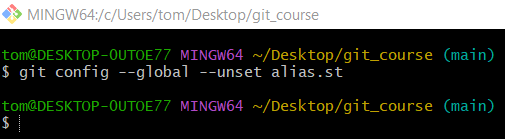 MINGW64:/c/Users/tom/Desktop/git_course
tom@DESKTOP-OUTOE77 MINGW64 ~/Desktop/git_course (main)
$ git config --global --unset alias.st
tom@DESKTOP-OUTOE77 MINGW64 ~/Desktop/git_course (main)
$